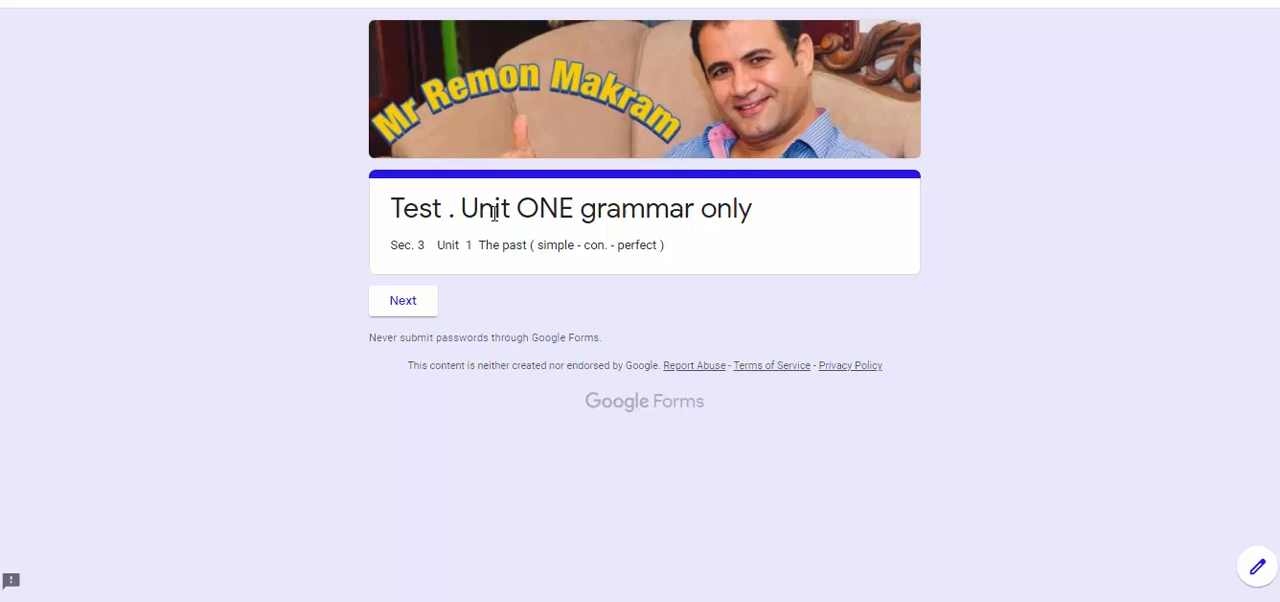 Mr Remon Makram
Test . Unit ONE grammar only
Sec. 3 Unit 1 The past ( simple - con. - perfect )
Next
Never submit passwords through Google Forms.
This content is neither created nor endorsed by Google. Report Abuse - Terms of Service - Privacy Policy
Google Forms